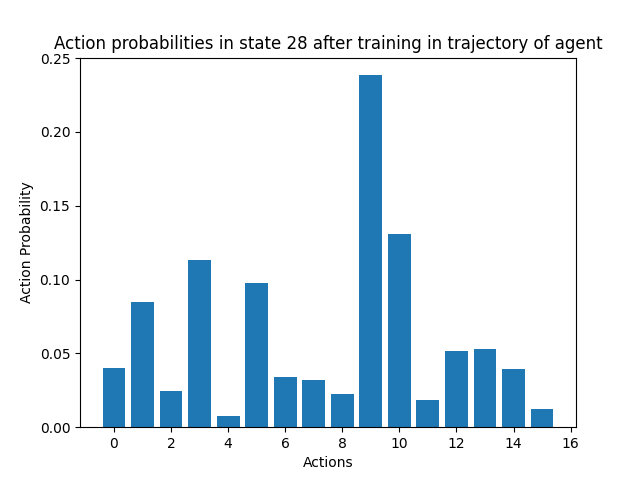 Action probabilities in state 28 after training in trajectory of agent
0.25
0.20
0.15
0.10
0.05
0.00
Action Probability
0 2 4 6 8 10 12 14 16
Actions